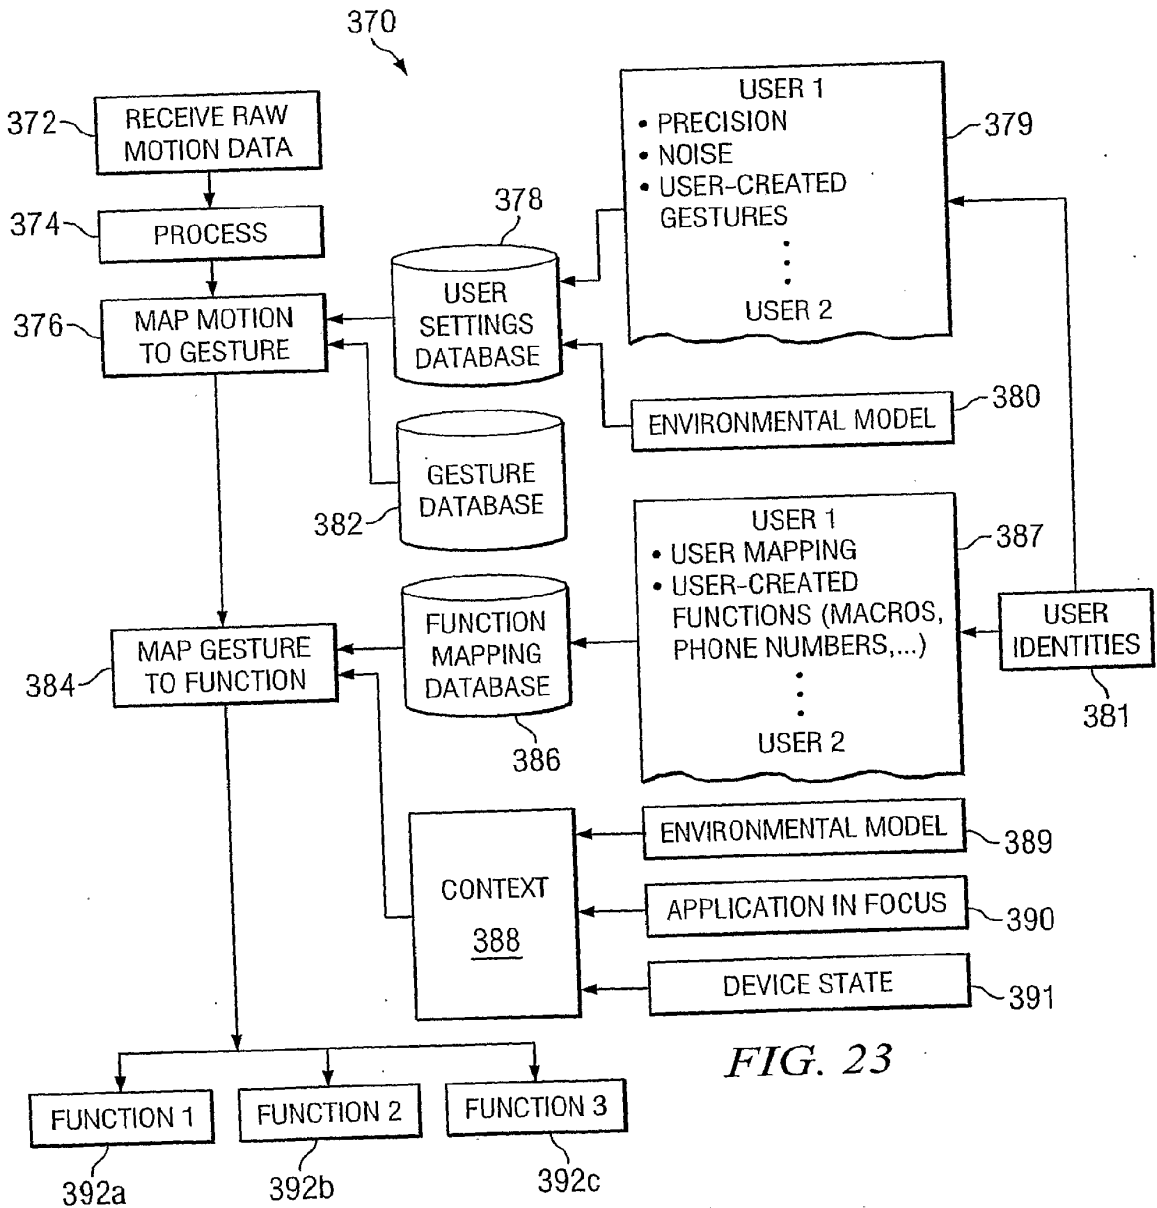 370
372
RECEIVE RAW
MOTION DATA
374
PROCESS
376
MAP MOTION
TO GESTURE
378
USER
SETTINGS
DATABASE
USER 1
• PRECISION
• NOISE
• USER-CREATED
GESTURES
USER 2
379
ENVIRONMENTAL MODEL
380
GESTURE
DATABASE
382
USER 1
• USER MAPPING
• USER-CREATED
FUNCTIONS (MACROS,
PHONE NUMBERS,...)
USER 2
387
USER
IDENTITIES
381
384
MAP GESTURE
TO FUNCTION
FUNCTION
MAPPING
DATABASE
386
CONTEXT
388
ENVIRONMENTAL MODEL
389
APPLICATION IN FOCUS
390
DEVICE STATE
391
FIG. 23
FUNCTION 1
FUNCTION 2
FUNCTION 3
392a
392b
392c